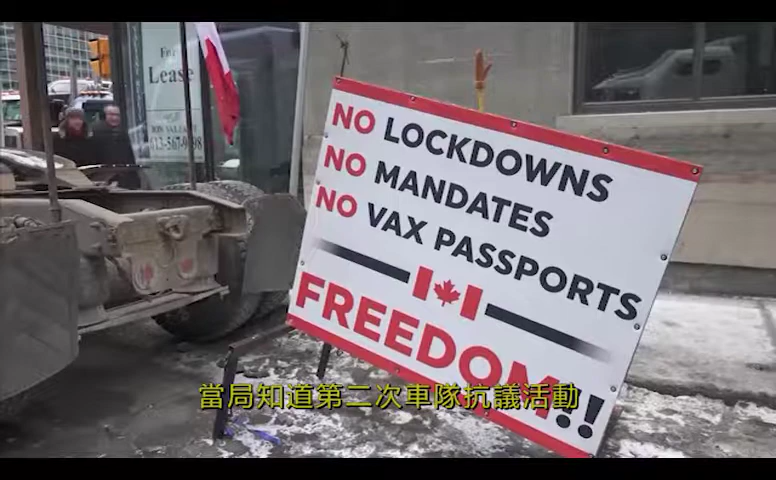 For
Lease
NO LOCKDOWNS
NO MANDATES
NO VAX PASSPORTS
FREEDOM!!
當局知道第二次車隊抗議活動